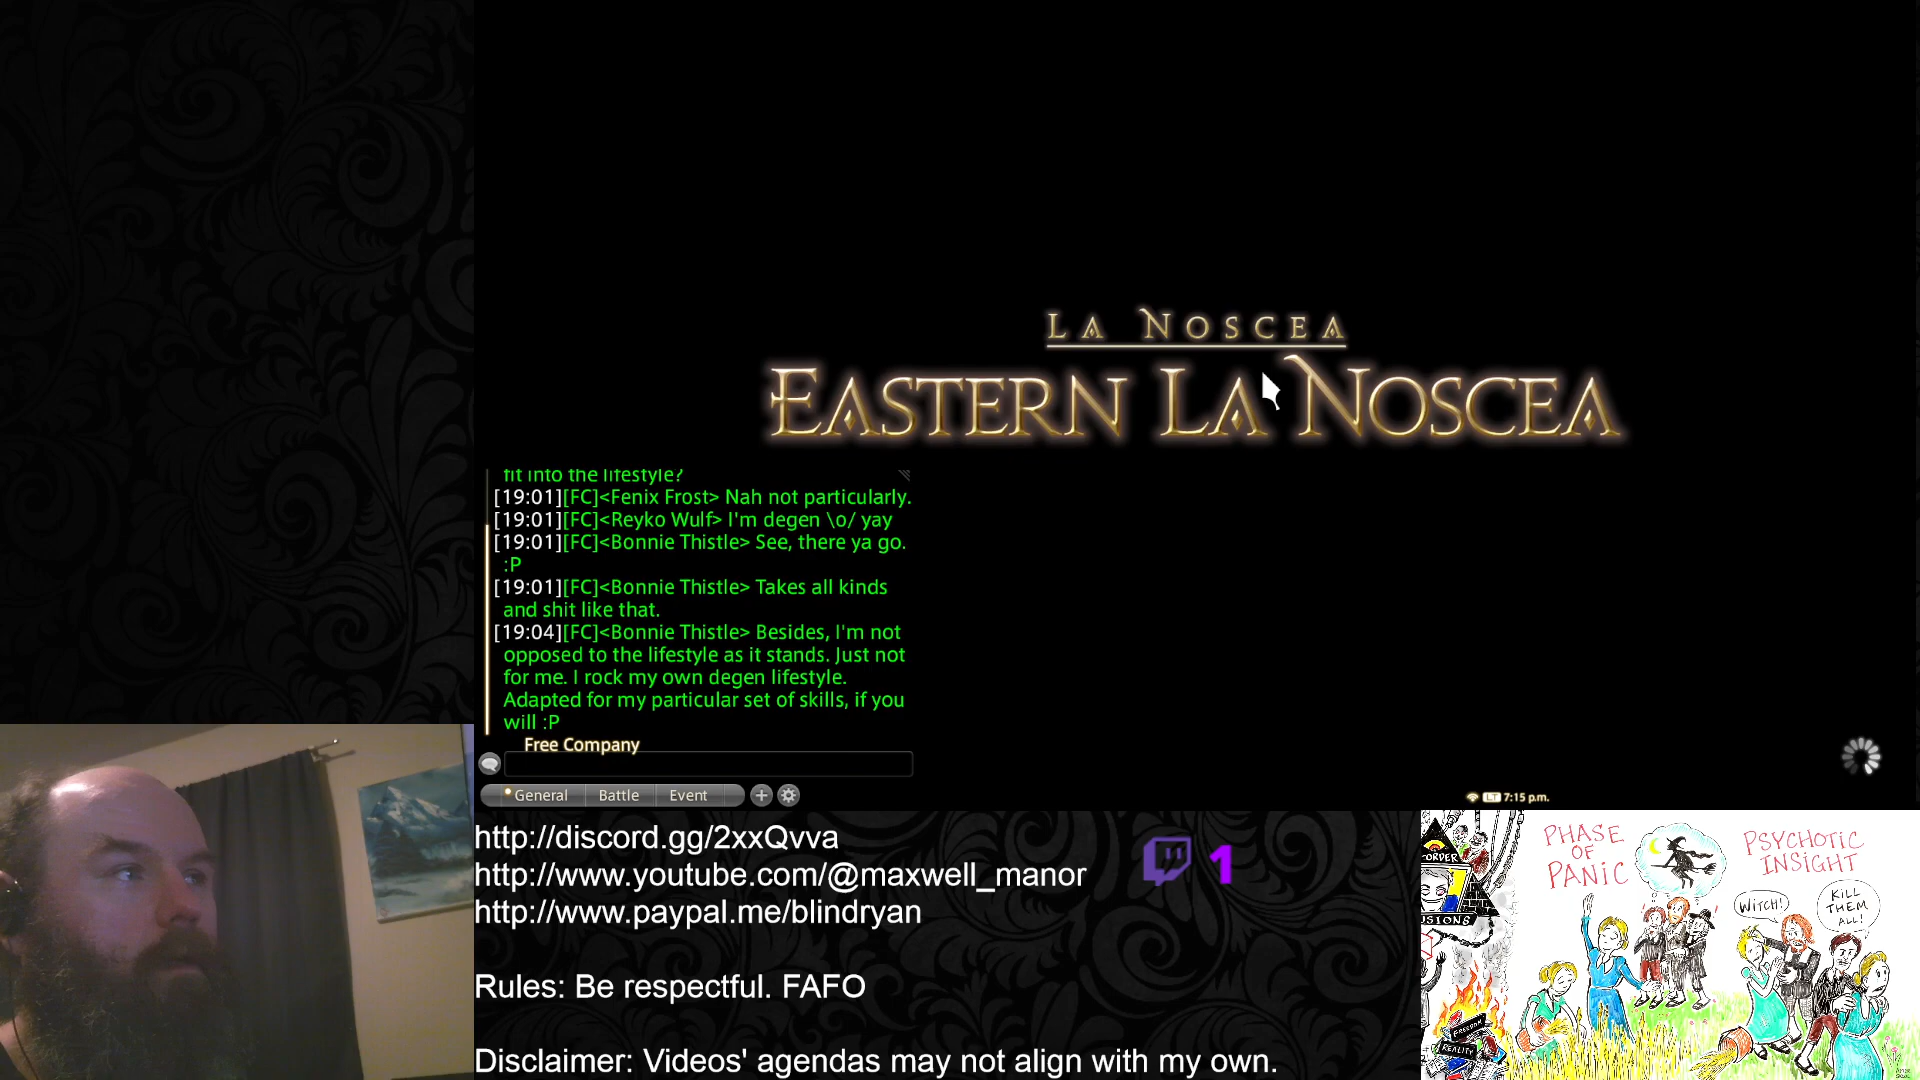 LA NOSCEA
EASTERN LA NOSCEA
fit into the lifestyle?
[19:01][FC]<Fenix Frost> Nah not particularly.
[19:01][FC]<Reyko Wulf> I'm degen \o/ yay
[19:01][FC]<Bonnie Thistle> See, there ya go.
:P
[19:01][FC]<Bonnie Thistle> Takes all kinds
and shit like that.
[19:04][FC]<Bonnie Thistle> Besides, I'm not
opposed to the lifestyle as it stands. Just not
for me. I rock my own degen lifestyle.
Adapted for my particular set of skills, if you
will :P
Free Company
General Battle Event
LT 7:15 p.m.
http://discord.gg/2xxQvva
http://www.youtube.com/@maxwell_manor
http://www.paypal.me/blindryan
1
Rules: Be respectful. FAFO
Disclaimer: Videos' agendas may not align with my own.
ORDER
USIONS
FREEDOM
REALITY
PHASE
OF
PANIC
PSYCHOTIC
INSIGHT
WITCH!
KILL
THEM
ALL!